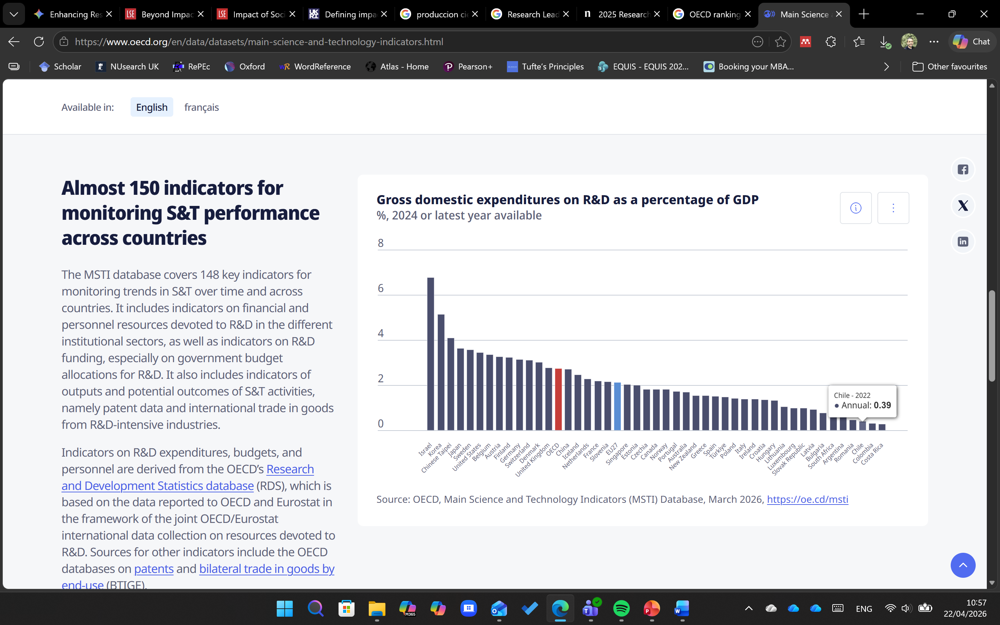 Enhancing Res
Beyond Impac
Impact of Soci
Defining impa
produccion cie
Research Lead
2025 Research
OECD ranking
Main Science a
https://www.oecd.org/en/data/datasets/main-science-and-technology-indicators.html
Chat
Scholar
NUsearch UK
RePEc
Oxford
WordReference
Atlas - Home
Pearson+
Tufte's Principles
EQUIS - EQUIS 202...
Booking your MBA...
Other favourites
Available in:
English
français
Almost 150 indicators for
monitoring S&T performance
across countries
The MSTI database covers 148 key indicators for
monitoring trends in S&T over time and across
countries. It includes indicators on financial and
personnel resources devoted to R&D in the different
institutional sectors, as well as indicators on R&D
funding, especially on government budget
allocations for R&D. It also includes indicators of
outputs and potential outcomes of S&T activities,
namely patent data and international trade in goods
from R&D-intensive industries.
Indicators on R&D expenditures, budgets, and
personnel are derived from the OECD's Research
and Development Statistics database (RDS), which is
based on the data reported to OECD and Eurostat in
the framework of the joint OECD/Eurostat
international data collection on resources devoted to
R&D. Sources for other indicators include the OECD
databases on patents and bilateral trade in goods by
end-use (BTIGE).
Gross domestic expenditures on R&D as a percentage of GDP
%, 2024 or latest year available
8
6
4
2
0
Chile - 2022
Annual: 0.39
Israel
Korea
Chinese Taipei
Japan
Sweden
United States
Belgium
Austria
Finland
Germany
Switzerland
Denmark
United Kingdom
OECD
China
Iceland
Netherlands
France
Slovenia
EU27
Singapore
Estonia
Czechia
Canada
Norway
Portugal
Australia
New Zealand
Greece
Spain
Türkiye
Poland
Italy
Ireland
Croatia
Hungary
Lithuania
Luxembourg
Slovak Republic
Latvia
Bulgaria
South Africa
Argentina
Romania
Chile
Colombia
Costa Rica
Source: OECD, Main Science and Technology Indicators (MSTI) Database, March 2026, https://oe.cd/msti
ENG
10:57
22/04/2026